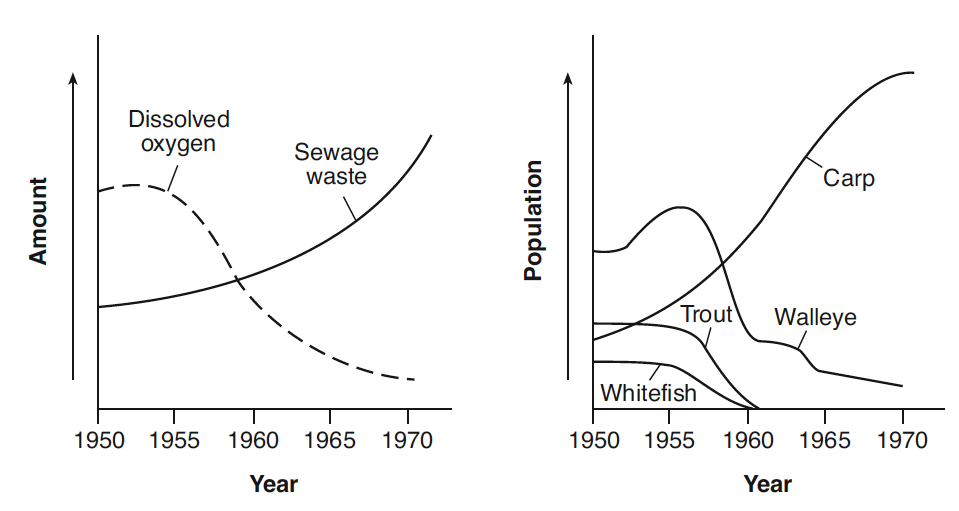 Amount
Dissolved
oxygen
Sewage
waste
1950 1955 1960 1965 1970
Year
Population
Carp
Trout
Walleye
Whitefish
1950 1955 1960 1965 1970
Year